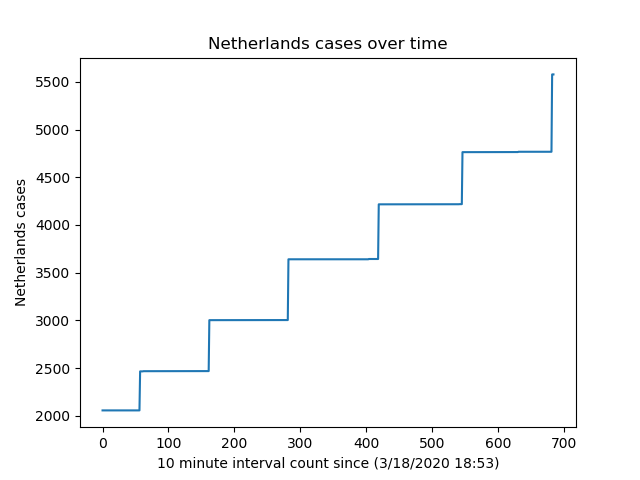 Netherlands cases over time
5500
5000
4500
4000
3500
3000
2500
2000
Netherlands cases
0 100 200 300 400 500 600 700
10 minute interval count since (3/18/2020 18:53)